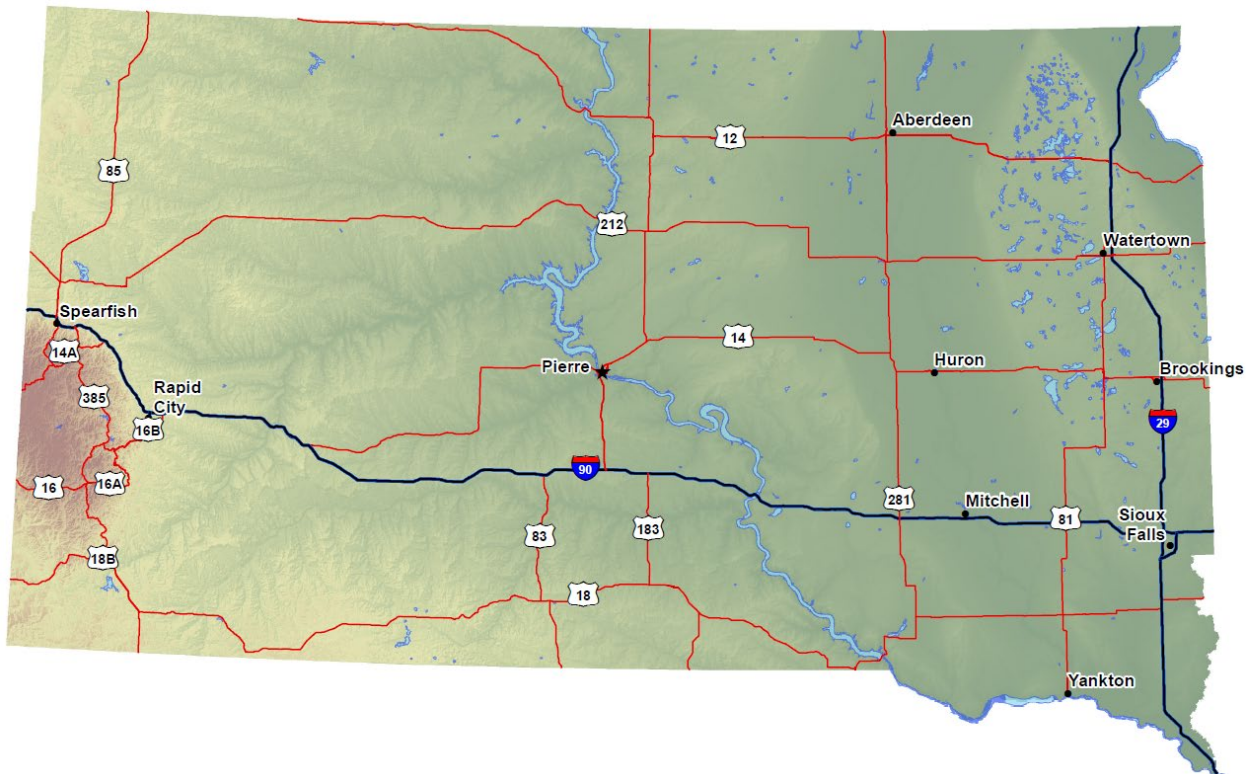 Aberdeen
12
85
212
Watertown
Spearfish
14
14A
Pierre
Huron
Brookings
385
Rapid
City
16B
29
90
16
16A
281
Mitchell
81
Sioux
Falls
83
183
18B
18
Yankton